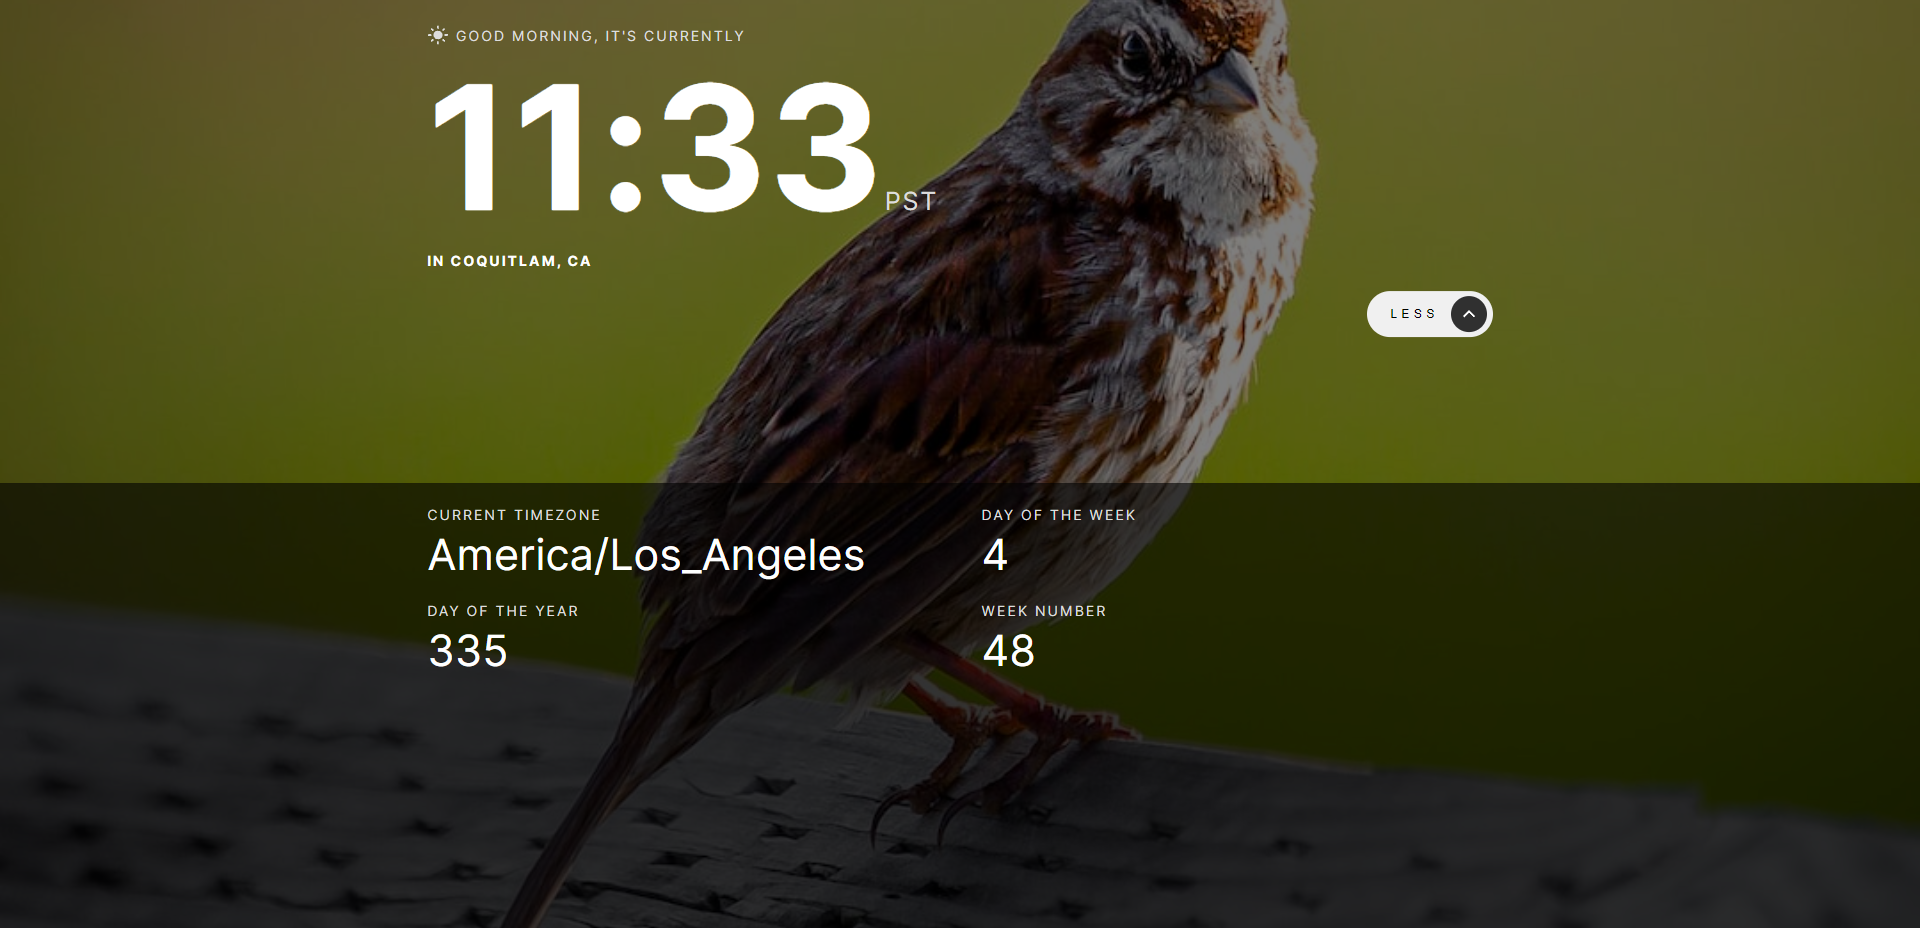 GOOD MORNING, IT'S CURRENTLY
11:33 PST
IN COQUITLAM, CA
LESS
CURRENT TIMEZONE
America/Los_Angeles
DAY OF THE YEAR
335
DAY OF THE WEEK
4
WEEK NUMBER
48